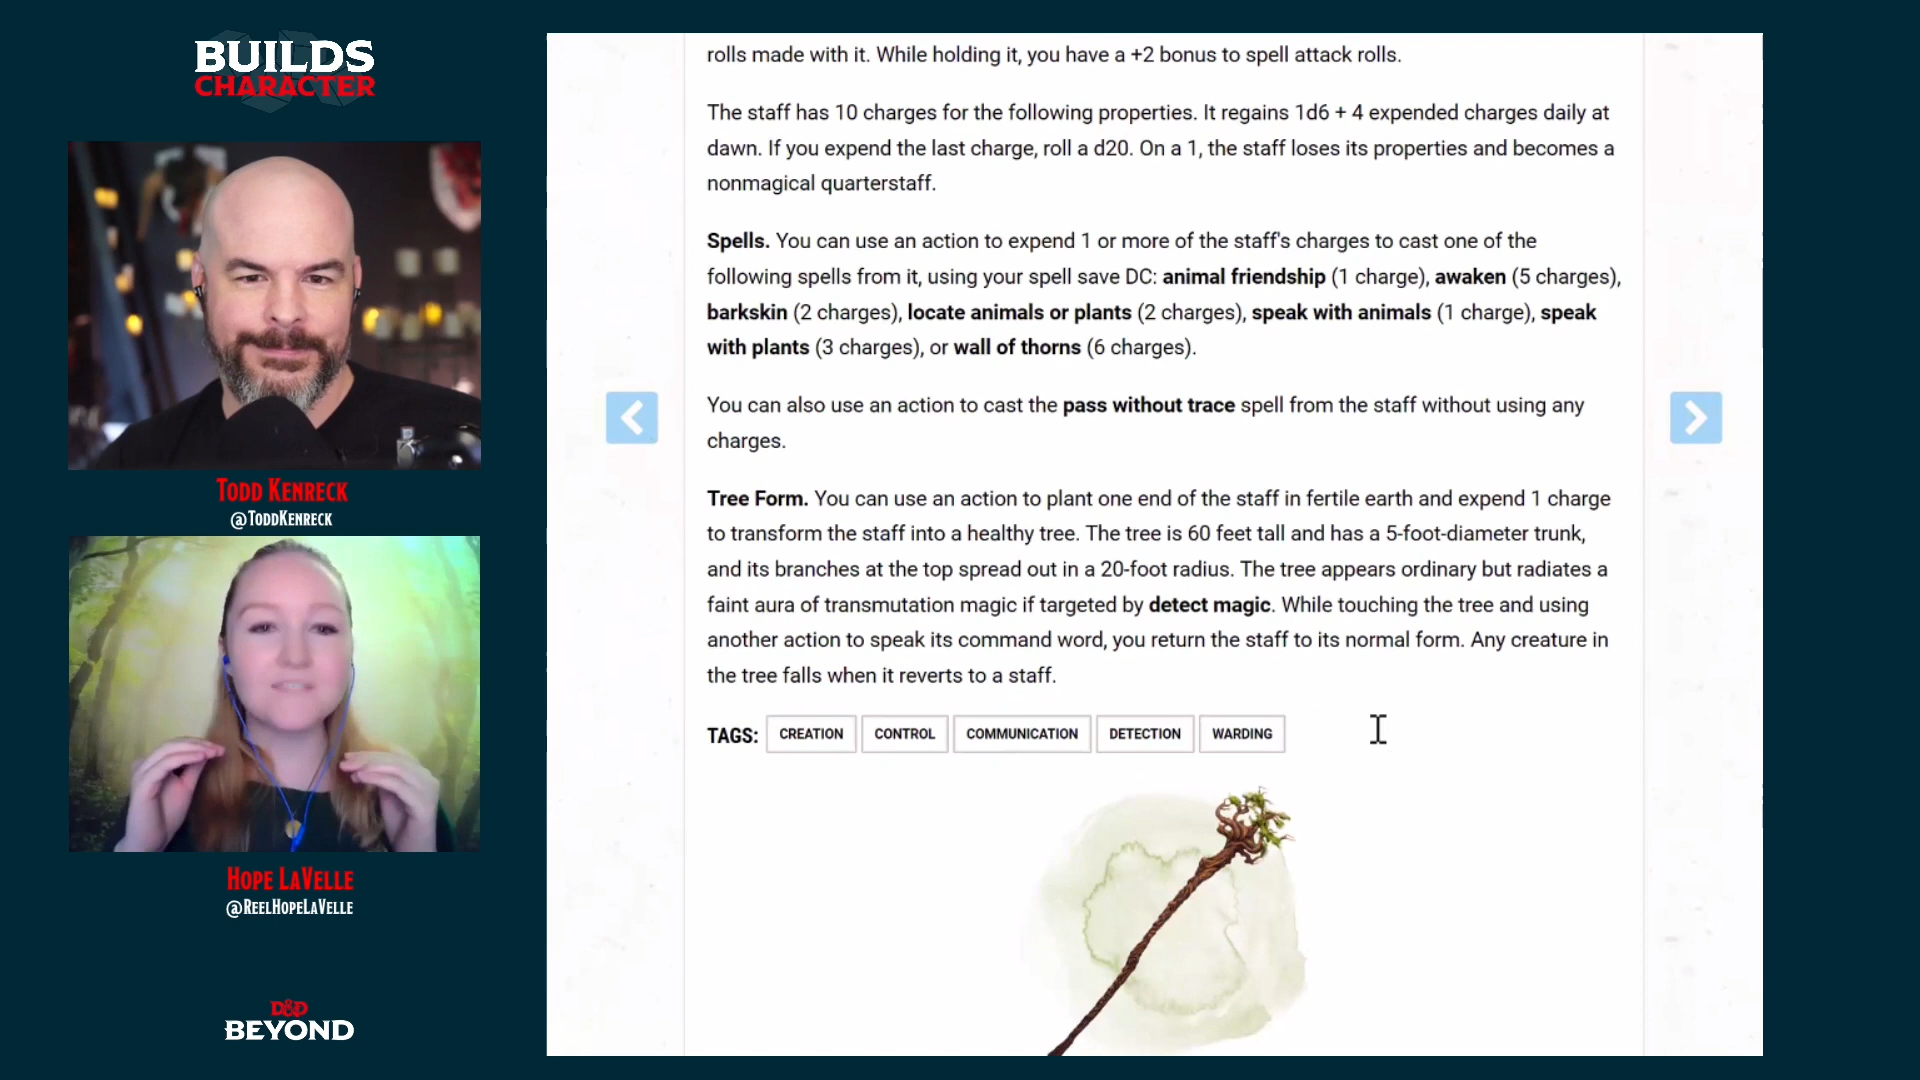 BUILDS
CHARACTER
Todd Kenreck
@ToddKenreck
Hope LaVelle
@ReelHopeLaVelle
D&D
BEYOND
rolls made with it. While holding it, you have a +2 bonus to spell attack rolls.
The staff has 10 charges for the following properties. It regains 1d6 + 4 expended charges daily at
dawn. If you expend the last charge, roll a d20. On a 1, the staff loses its properties and becomes a
nonmagical quarterstaff.
Spells. You can use an action to expend 1 or more of the staff's charges to cast one of the
following spells from it, using your spell save DC: animal friendship (1 charge), awaken (5 charges),
barkskin (2 charges), locate animals or plants (2 charges), speak with animals (1 charge), speak
with plants (3 charges), or wall of thorns (6 charges).
You can also use an action to cast the pass without trace spell from the staff without using any
charges.
Tree Form. You can use an action to plant one end of the staff in fertile earth and expend 1 charge
to transform the staff into a healthy tree. The tree is 60 feet tall and has a 5-foot-diameter trunk,
and its branches at the top spread out in a 20-foot radius. The tree appears ordinary but radiates a
faint aura of transmutation magic if targeted by detect magic. While touching the tree and using
another action to speak its command word, you return the staff to its normal form. Any creature in
the tree falls when it reverts to a staff.
TAGS: CREATION CONTROL COMMUNICATION DETECTION WARDING